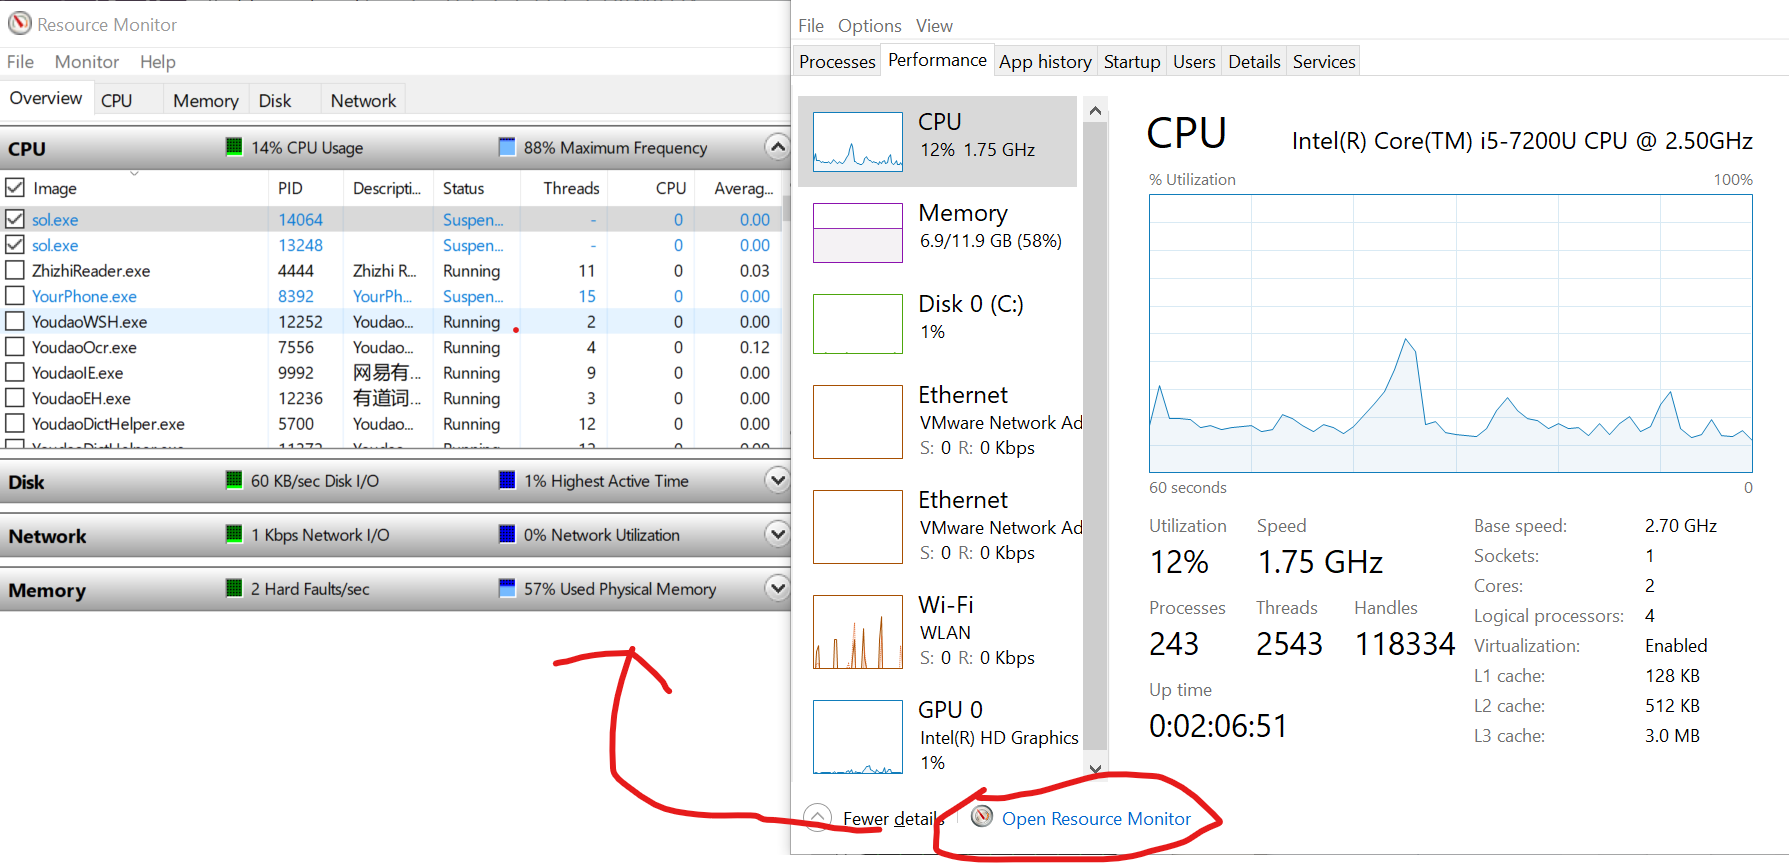 Resource Monitor
File Monitor Help
Overview CPU Memory Disk Network
CPU 14% CPU Usage 88% Maximum Frequency
Image PID Descripti... Status Threads CPU Averag...
sol.exe 14064 Suspen... - 0 0.00
sol.exe 13248 Suspen... - 0 0.00
ZhizhiReader.exe 4444 Zhizhi R... Running 11 0 0.03
YourPhone.exe 8392 YourPh... Suspen... 15 0 0.00
YoudaoWSH.exe 12252 Youdao... Running 2 0 0.00
YoudaoOcr.exe 7556 Youdao... Running 4 0 0.12
YoudaoIE.exe 9992 网易有... Running 9 0 0.00
YoudaoEH.exe 12236 有道词... Running 3 0 0.00
YoudaoDictHelper.exe 5700 Youdao... Running 12 0 0.00
Disk 60 KB/sec Disk I/O 1% Highest Active Time
Network 1 Kbps Network I/O 0% Network Utilization
Memory 2 Hard Faults/sec 57% Used Physical Memory
File Options View
Processes Performance App history Startup Users Details Services
CPU
12% 1.75 GHz
Memory
6.9/11.9 GB (58%)
Disk 0 (C:)
1%
Ethernet
VMware Network Ad
S: 0 R: 0 Kbps
Ethernet
VMware Network Ad
S: 0 R: 0 Kbps
Wi-Fi
WLAN
S: 0 R: 0 Kbps
GPU 0
Intel(R) HD Graphics
1%
CPU Intel(R) Core(TM) i5-7200U CPU @ 2.50GHz
% Utilization 100%
60 seconds 0
Utilization Speed
12% 1.75 GHz
Processes Threads Handles
243 2543 118334
Up time
0:02:06:51
Base speed: 2.70 GHz
Sockets: 1
Cores: 2
Logical processors: 4
Virtualization: Enabled
L1 cache: 128 KB
L2 cache: 512 KB
L3 cache: 3.0 MB
Fewer details Open Resource Monitor